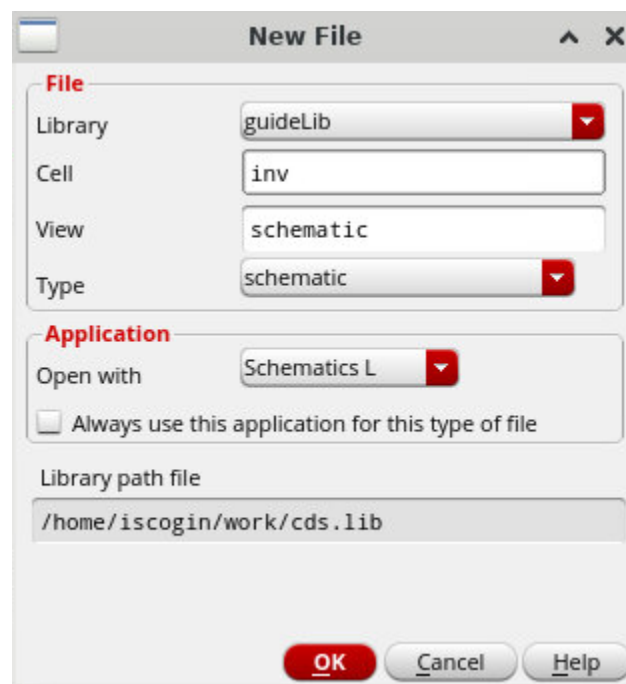 New File
File
Library guideLib
Cell inv
View schematic
Type schematic
Application
Open with Schematics L
Always use this application for this type of file
Library path file
/home/iscogin/work/cds.lib
OK Cancel Help